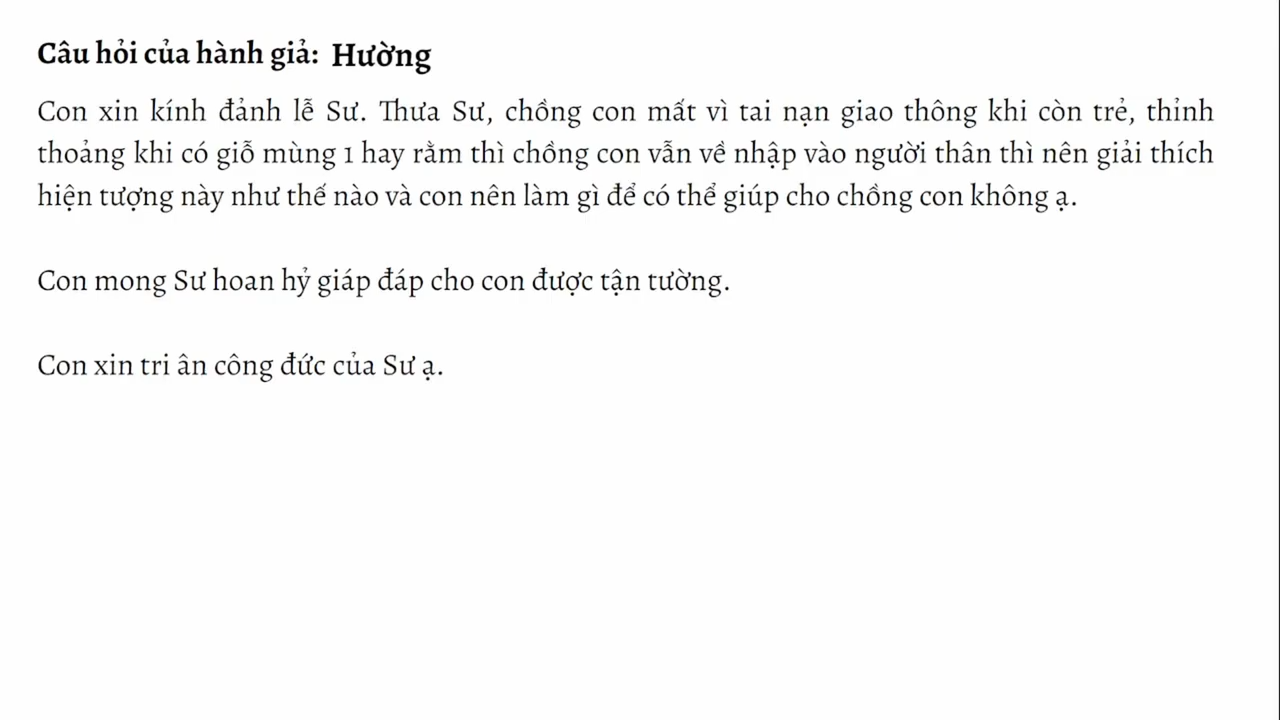 Câu hỏi của hành giả: Hường
Con xin kính đảnh lễ Sư. Thưa Sư, chồng con mất vì tai nạn giao thông khi còn trẻ, thỉnh
thoảng khi có giỗ mùng 1 hay rằm thì chồng con vẫn về nhập vào người thân thì nên giải thích
hiện tượng này như thế nào và con nên làm gì để có thể giúp cho chồng con không ạ.
Con mong Sư hoan hỷ giáp đáp cho con được tận tường.
Con xin tri ân công đức của Sư ạ.